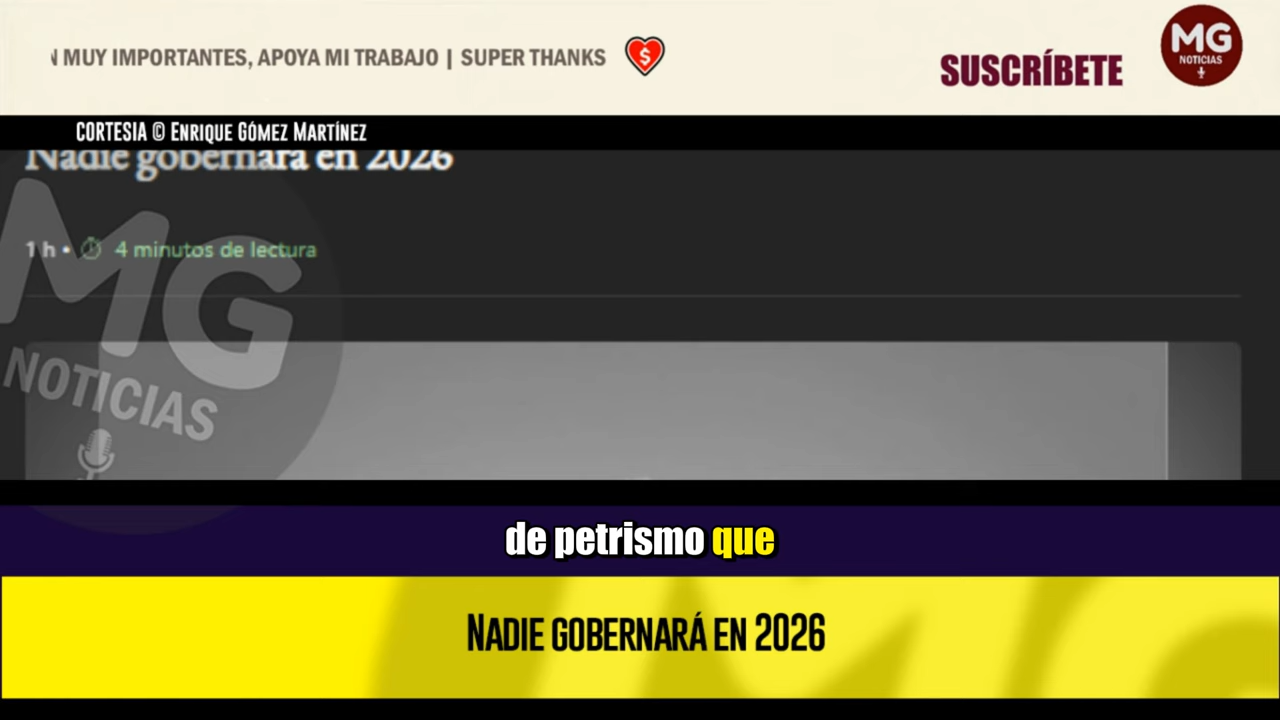 N MUY IMPORTANTES, APOYA MI TRABAJO | SUPER THANKS
SUSCRÍBETE
MG
NOTICIAS
CORTESIA © ENRIQUE GÓMEZ MARTÍNEZ
Nadie gobernará en 2026
1 h • 4 minutos de lectura
MG
NOTICIAS
de petrismo que
NADIE GOBERNARÁ EN 2026